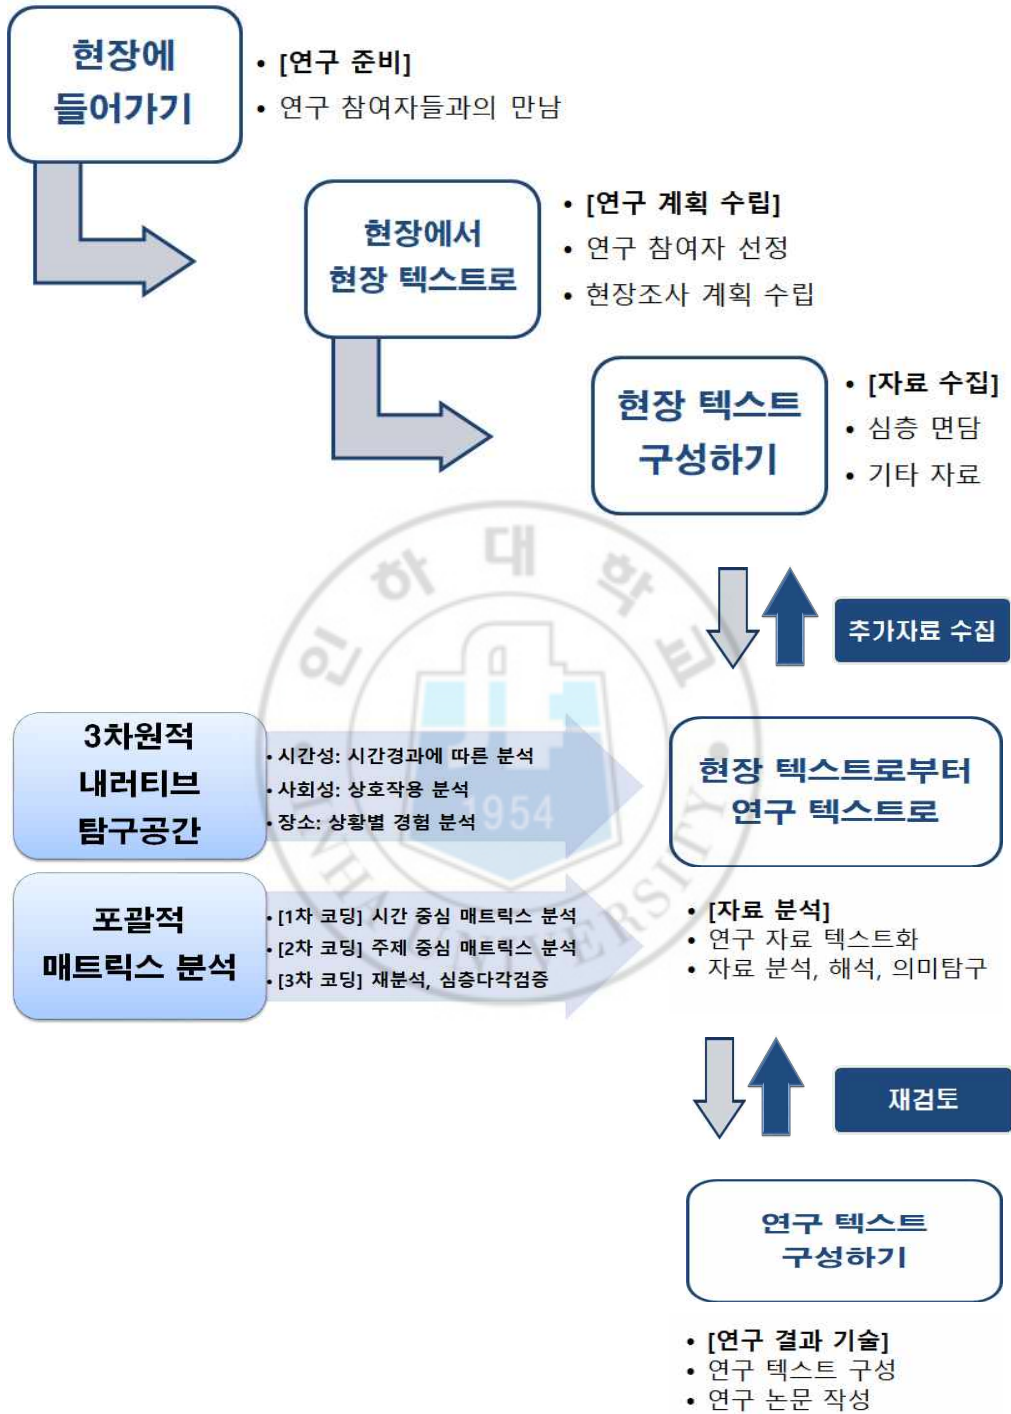 현장에
들어가기
• [연구 준비]
• 연구 참여자들과의 만남
현장에서
현장 텍스트로
• [연구 계획 수립]
• 연구 참여자 선정
• 현장조사 계획 수립
현장 텍스트
구성하기
• [자료 수집]
• 심층 면담
• 기타 자료
추가자료 수집
3차원적
내러티브
탐구공간
• 시간성: 시간경과에 따른 분석
• 사회성: 상호작용 분석
• 장소: 상황별 경험 분석
현장 텍스트로부터
연구 텍스트로
포괄적
매트릭스 분석
• [1차 코딩] 시간 중심 매트릭스 분석
• [2차 코딩] 주제 중심 매트릭스 분석
• [3차 코딩] 재분석, 심층다각검증
• [자료 분석]
• 연구 자료 텍스트화
• 자료 분석, 해석, 의미탐구
재검토
연구 텍스트
구성하기
• [연구 결과 기술]
• 연구 텍스트 구성
• 연구 논문 작성
인하대학교
1954
INHA UNIVERSITY